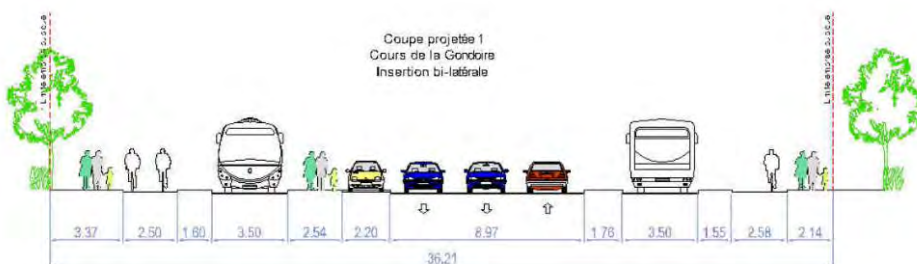 Coupe projetée 1
Cours de la Gondoire
Insertion bi-latérale
3.37 2.50 1.60 3.50 2.54 2.20 8.97 1.76 3.50 1.55 2.58 2.14
36.21